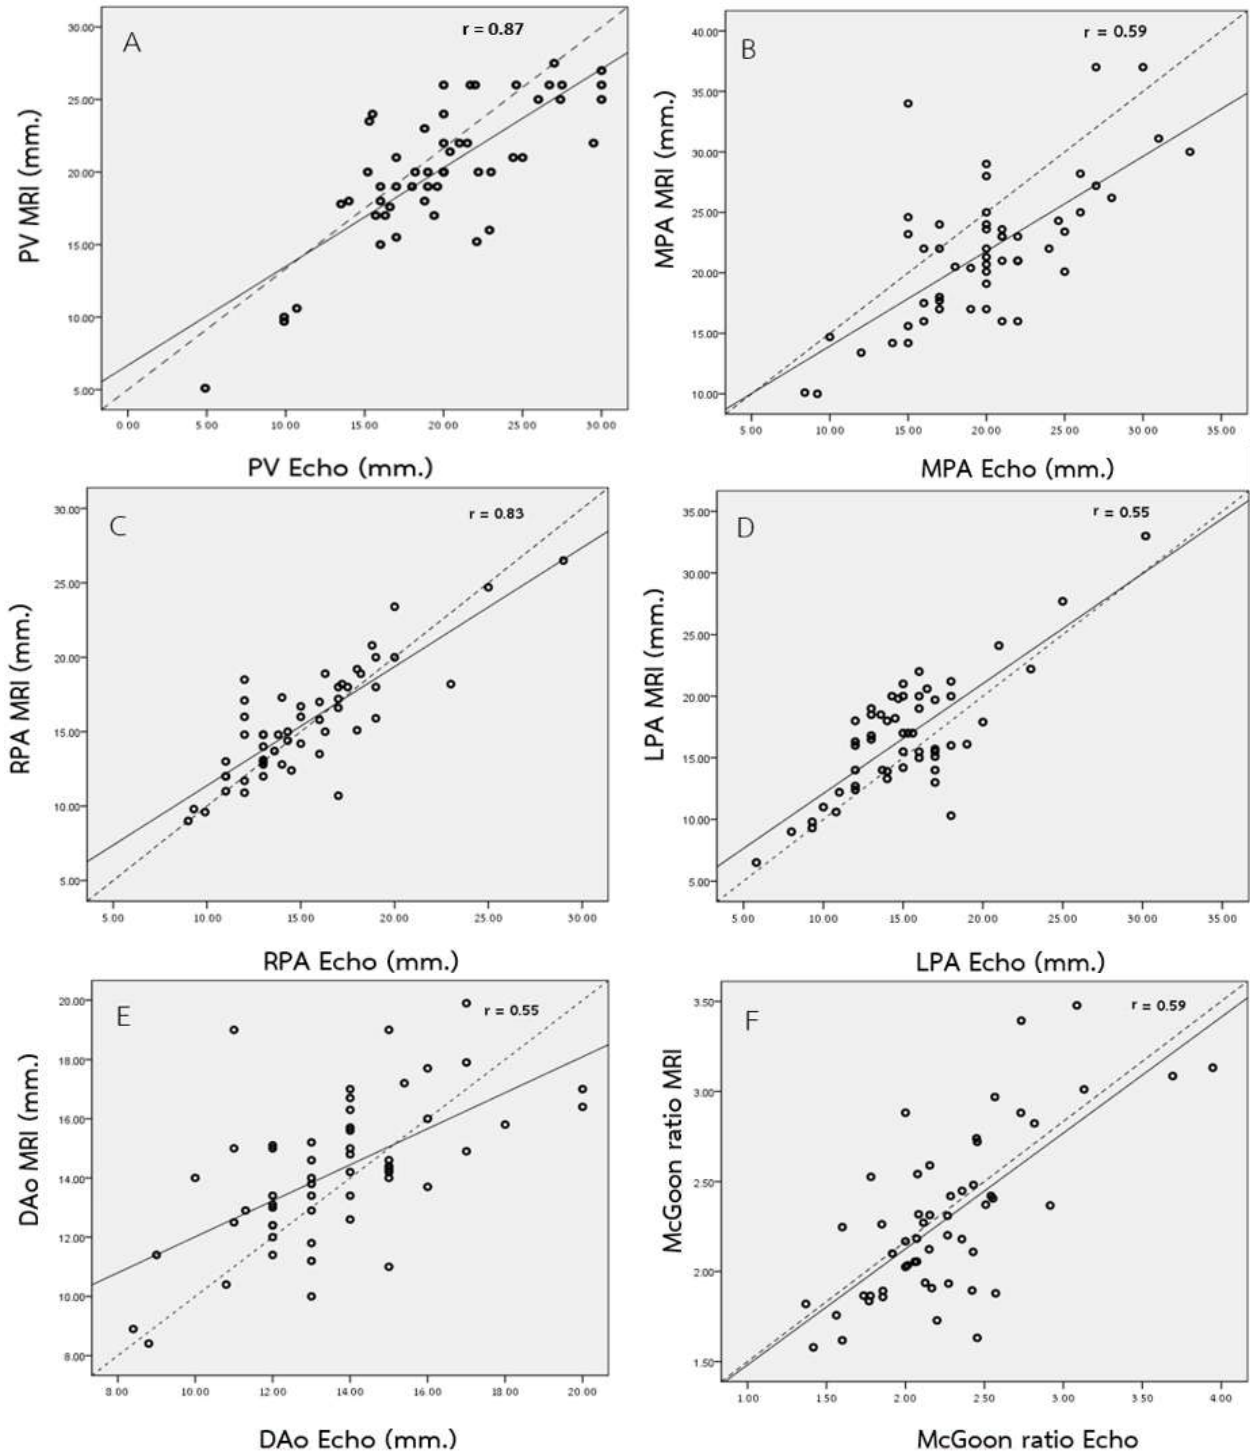 A
r = 0.87
PV MRI (mm.)
30.00
25.00
20.00
15.00
10.00
5.00
0.00 5.00 10.00 15.00 20.00 25.00 30.00
PV Echo (mm.)
B
r = 0.59
MPA MRI (mm.)
40.00
35.00
30.00
25.00
20.00
15.00
10.00
5.00 10.00 15.00 20.00 25.00 30.00 35.00
MPA Echo (mm.)
C
r = 0.83
RPA MRI (mm.)
30.00
25.00
20.00
15.00
10.00
5.00
5.00 10.00 15.00 20.00 25.00 30.00
RPA Echo (mm.)
D
r = 0.55
LPA MRI (mm.)
35.00
30.00
25.00
20.00
15.00
10.00
5.00
5.00 10.00 15.00 20.00 25.00 30.00 35.00
LPA Echo (mm.)
E
r = 0.55
DAo MRI (mm.)
20.00
18.00
16.00
14.00
12.00
10.00
8.00
8.00 10.00 12.00 14.00 16.00 18.00 20.00
DAo Echo (mm.)
F
r = 0.59
McGoon ratio MRI
3.50
3.00
2.50
2.00
1.50
1.00 1.50 2.00 2.50 3.00 3.50 4.00
McGoon ratio Echo